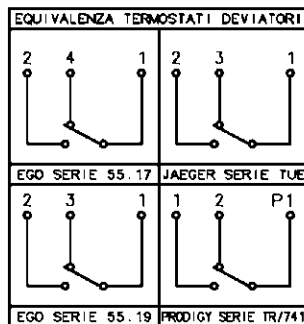 EQUIVALENZA TERMOSTATI DEVIATORI
2 4 1 2 3 1
EGO SERIE 55.17 JAEGER SERIE TUE
2 3 1 1 2 P1
EGO SERIE 55.19 PRODIGY SERIE TR/741